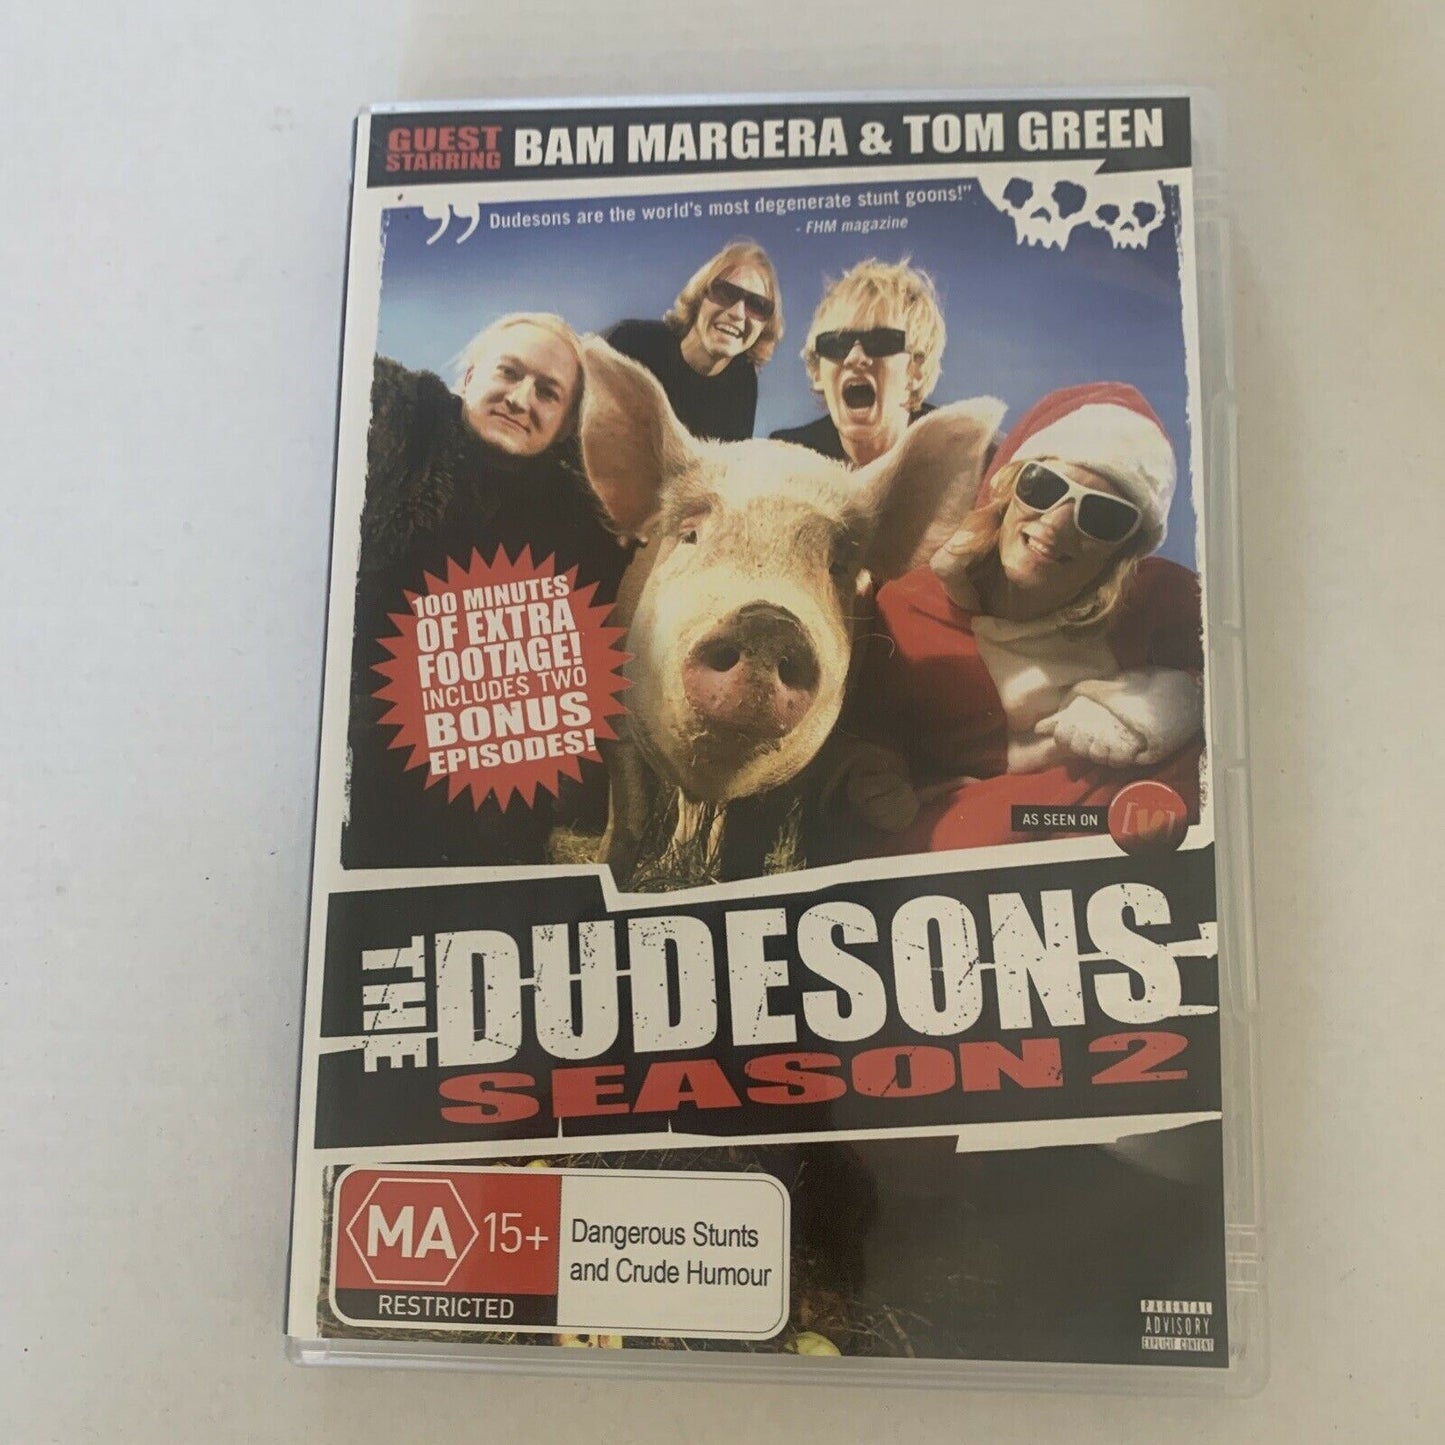 GUEST
STARRING
BAM MARGERA & TOM GREEN
” Dudesons are the world's most degenerate stunt goons!”
- FHM magazine
100 MINUTES
OF EXTRA
FOOTAGE!
INCLUDES TWO
BONUS
EPISODES!
AS SEEN ON [V]
THE
DUDESONS
SEASON 2
MA 15+
RESTRICTED
Dangerous Stunts
and Crude Humour
PARENTAL
ADVISORY
EXPLICIT CONTENT